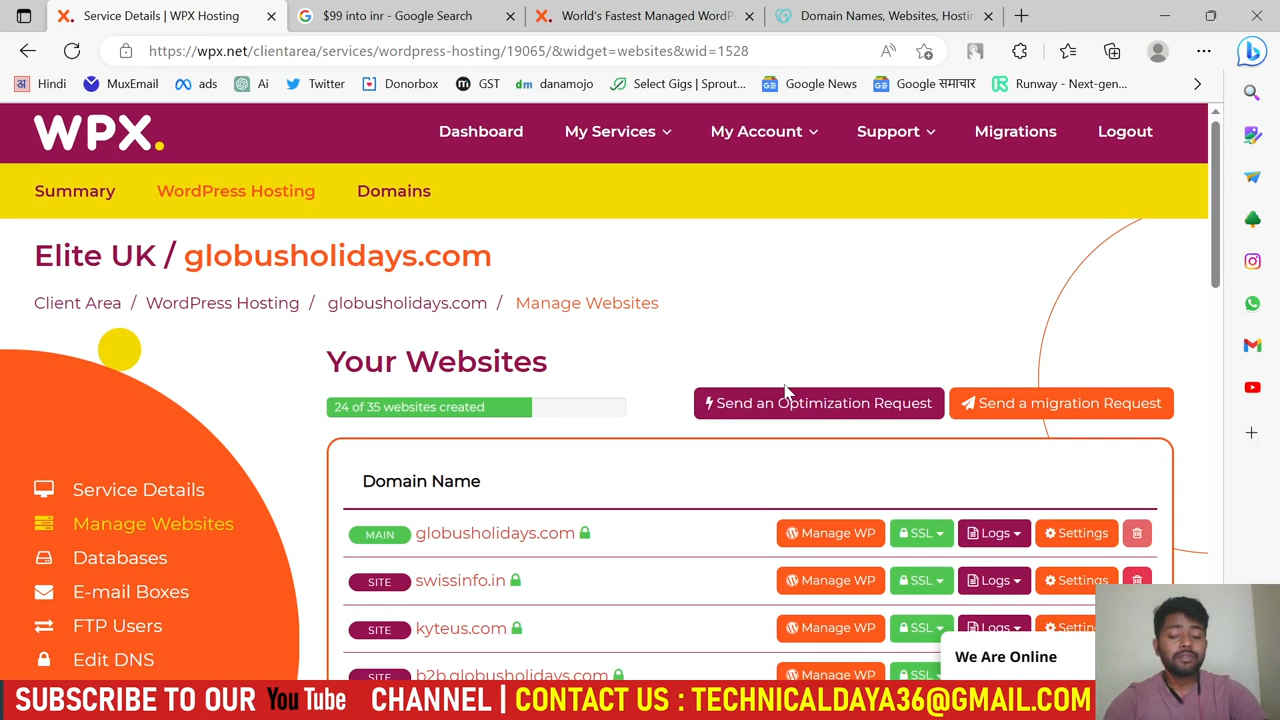 Service Details | WPX Hosting
$99 into inr - Google Search
World's Fastest Managed WordP
Domain Names, Websites, Hostin
https://wpx.net/clientarea/services/wordpress-hosting/19065/&widget=websites&wid=1528
Hindi
MuxEmail
ads
Ai
Twitter
Donorbox
GST
dm danamojo
Select Gigs | Sprout...
Google News
Google समाचार
Runway - Next-gen...
WPX.
Dashboard
My Services
My Account
Support
Migrations
Logout
Summary
WordPress Hosting
Domains
Elite UK / globusholidays.com
Client Area / WordPress Hosting / globusholidays.com / Manage Websites
Your Websites
24 of 35 websites created
Send an Optimization Request
Send a migration Request
Service Details
Manage Websites
Databases
E-mail Boxes
FTP Users
Edit DNS
Domain Name
MAIN globusholidays.com Manage WP SSL Logs Settings
SITE swissinfo.in Manage WP SSL Logs Settings
SITE kyteus.com Manage WP SSL Logs Settin
SITE b2b.globusholidays.com Manage WP SSL
We Are Online
SUBSCRIBE TO OUR YouTube CHANNEL | CONTACT US : TECHNICALDAYA36@GMAIL.COM